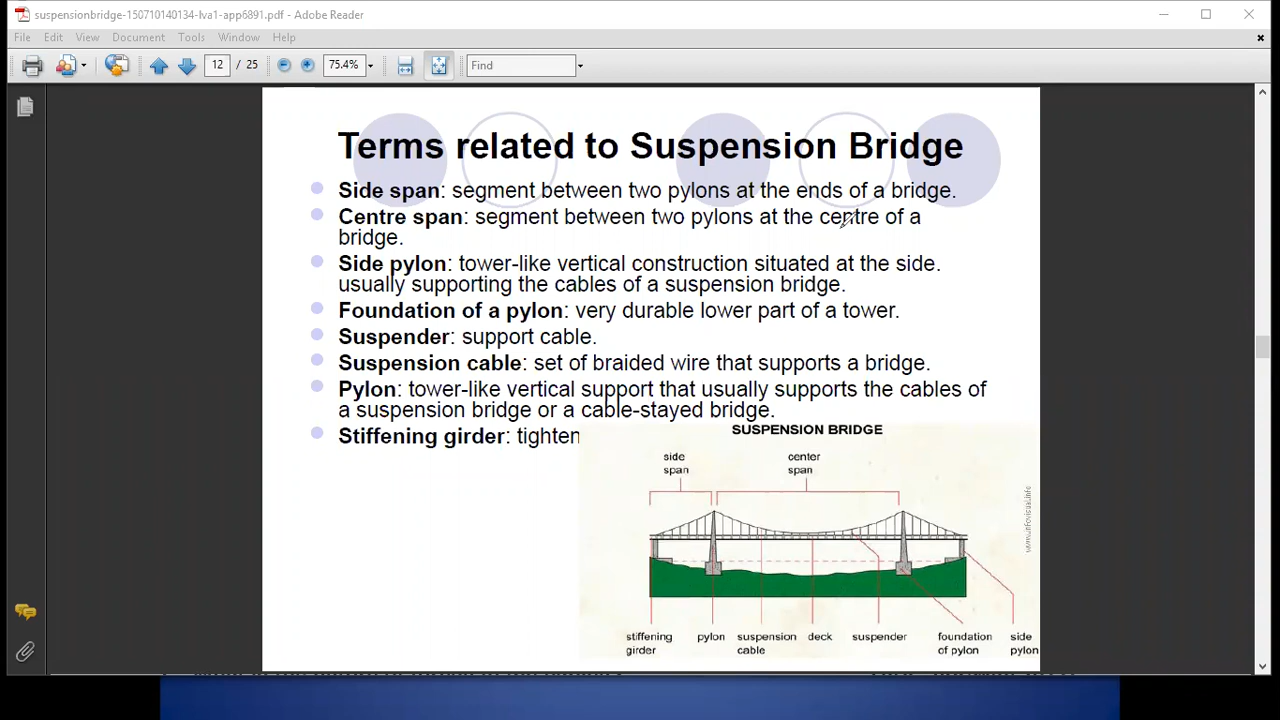 suspensionbridge-150710140134-lva1-app6891.pdf - Adobe Reader
File Edit View Document Tools Window Help
12 / 25 75.4% Find
Terms related to Suspension Bridge
Side span: segment between two pylons at the ends of a bridge.
Centre span: segment between two pylons at the centre of a
bridge.
Side pylon: tower-like vertical construction situated at the side.
usually supporting the cables of a suspension bridge.
Foundation of a pylon: very durable lower part of a tower.
Suspender: support cable.
Suspension cable: set of braided wire that supports a bridge.
Pylon: tower-like vertical support that usually supports the cables of
a suspension bridge or a cable-stayed bridge.
Stiffening girder: tighten
SUSPENSION BRIDGE
side
span
center
span
www.infovisual.info
stiffening
girder
pylon
suspension
cable
deck
suspender
foundation
of pylon
side
pylon